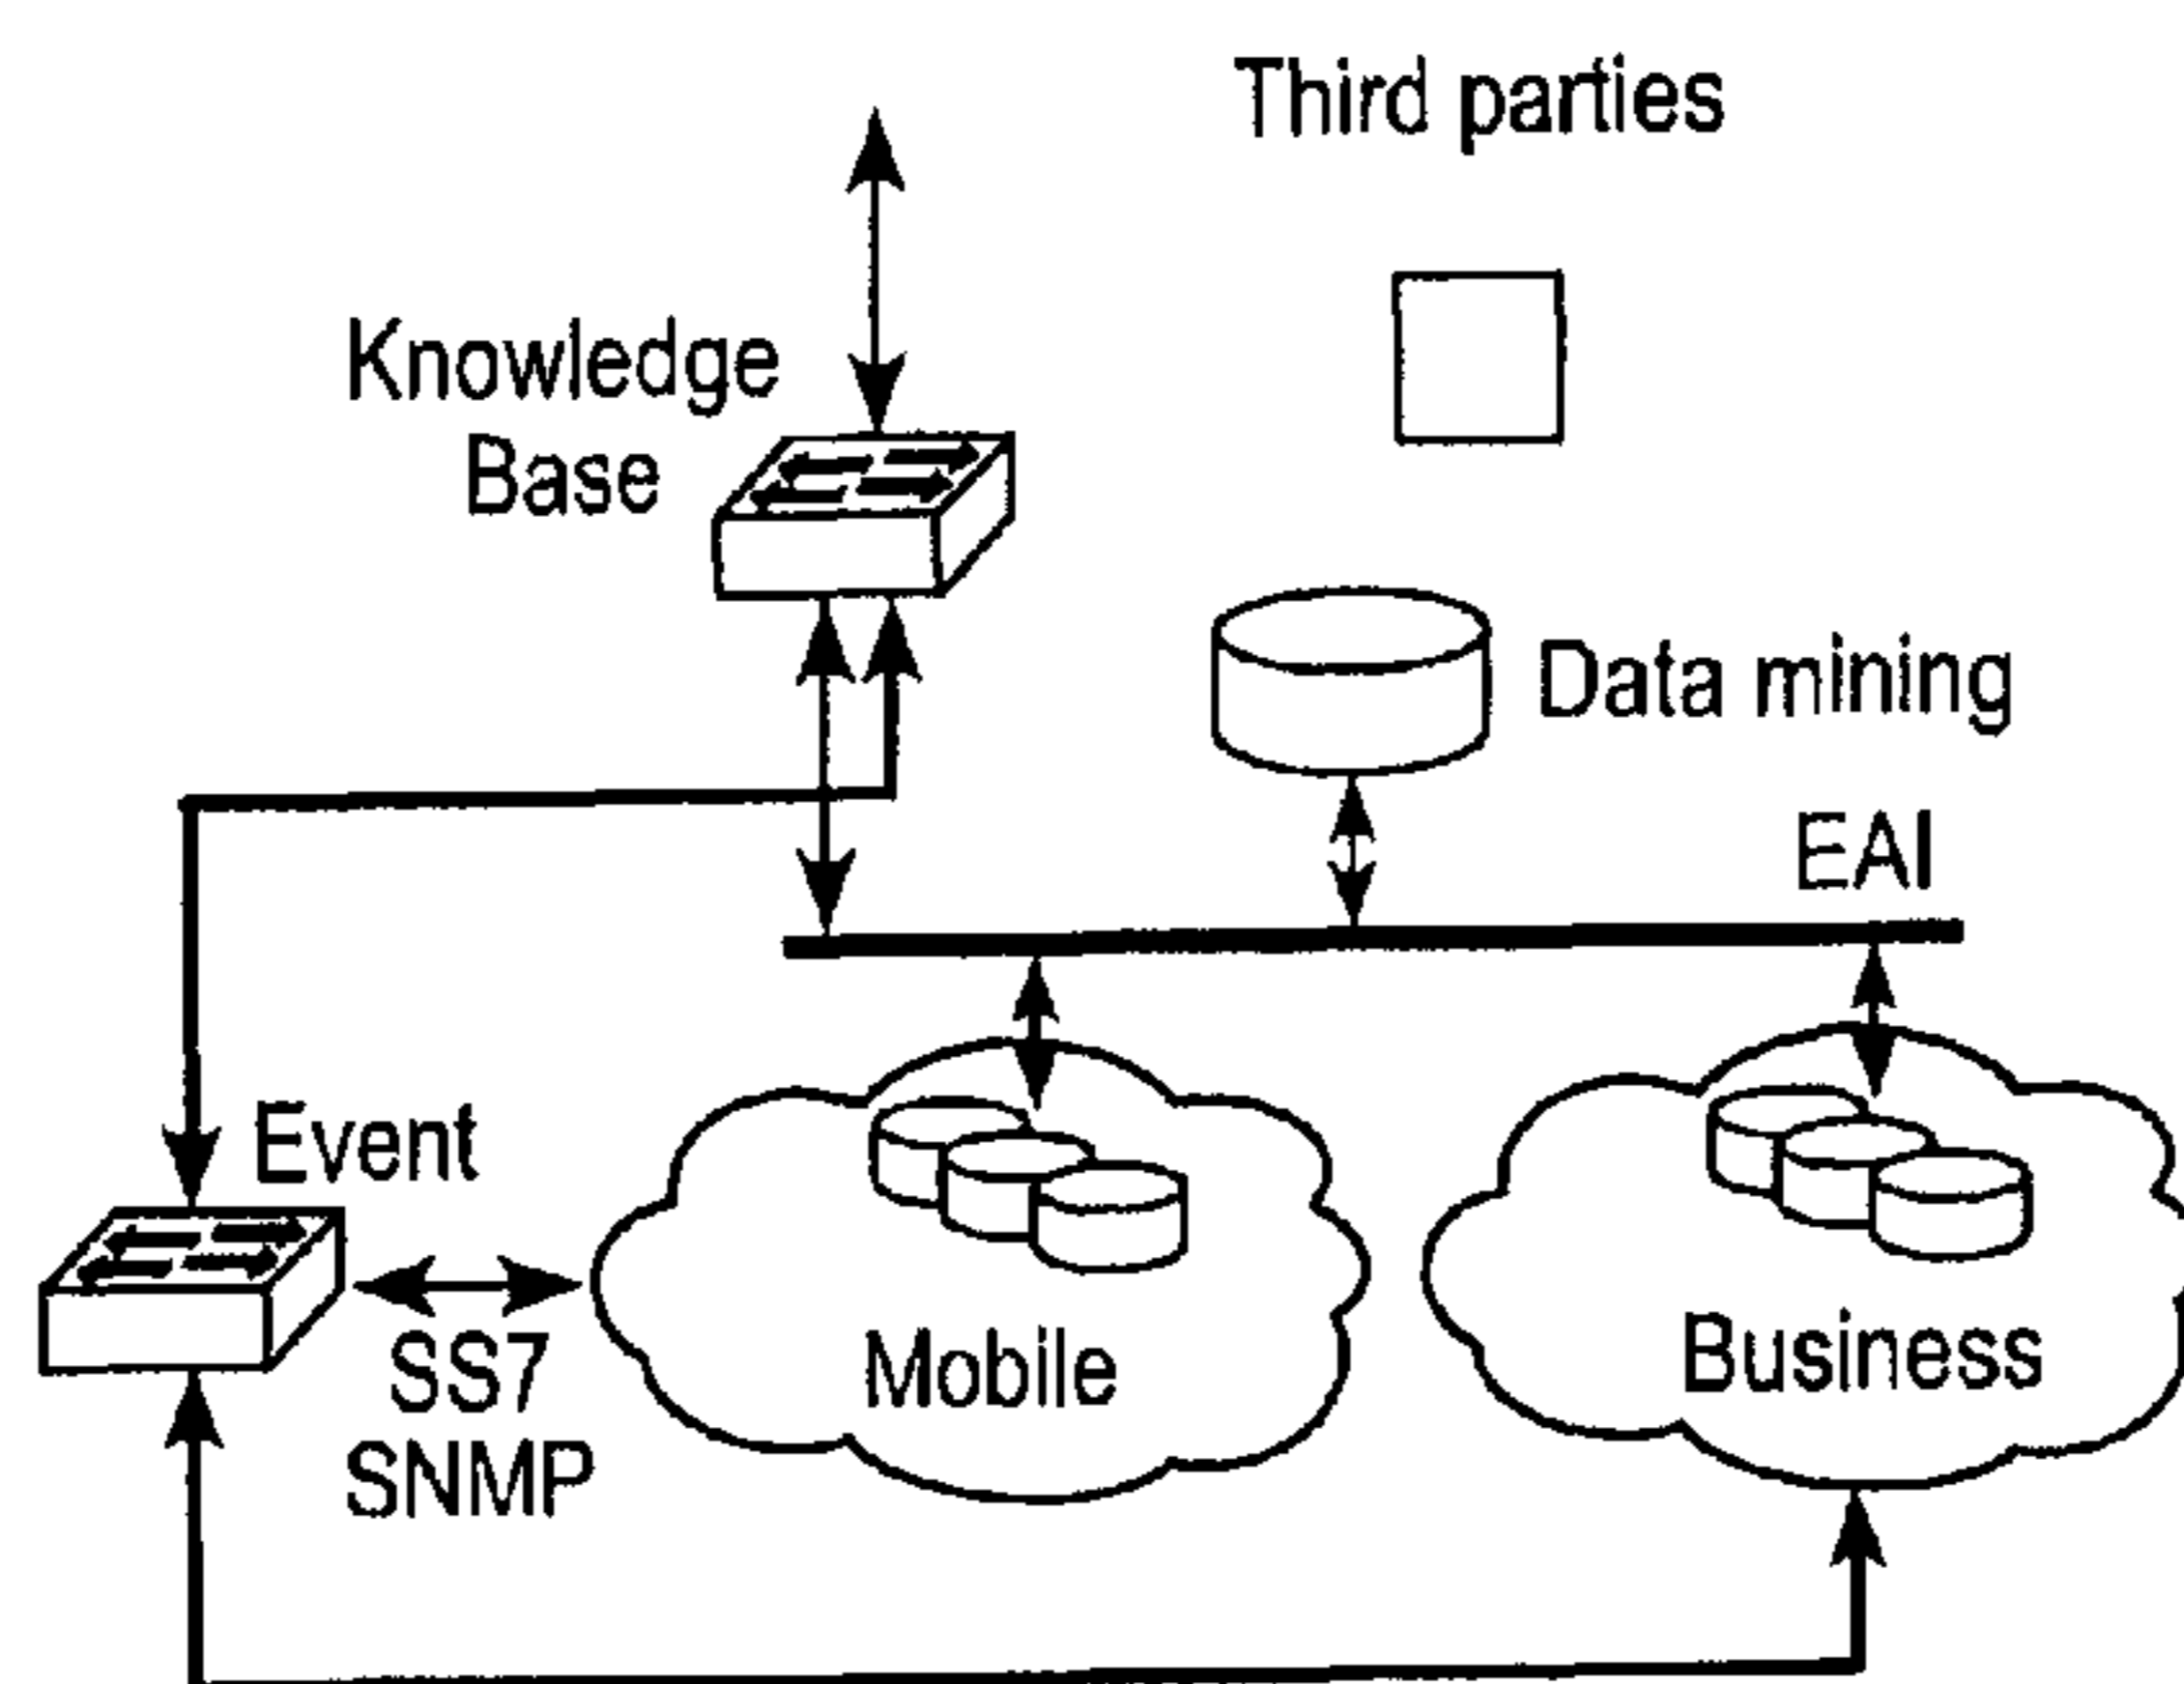 Third parties
Knowledge
Base
Data mining
EAI
Event
SS7
SNMP
Mobile
Business